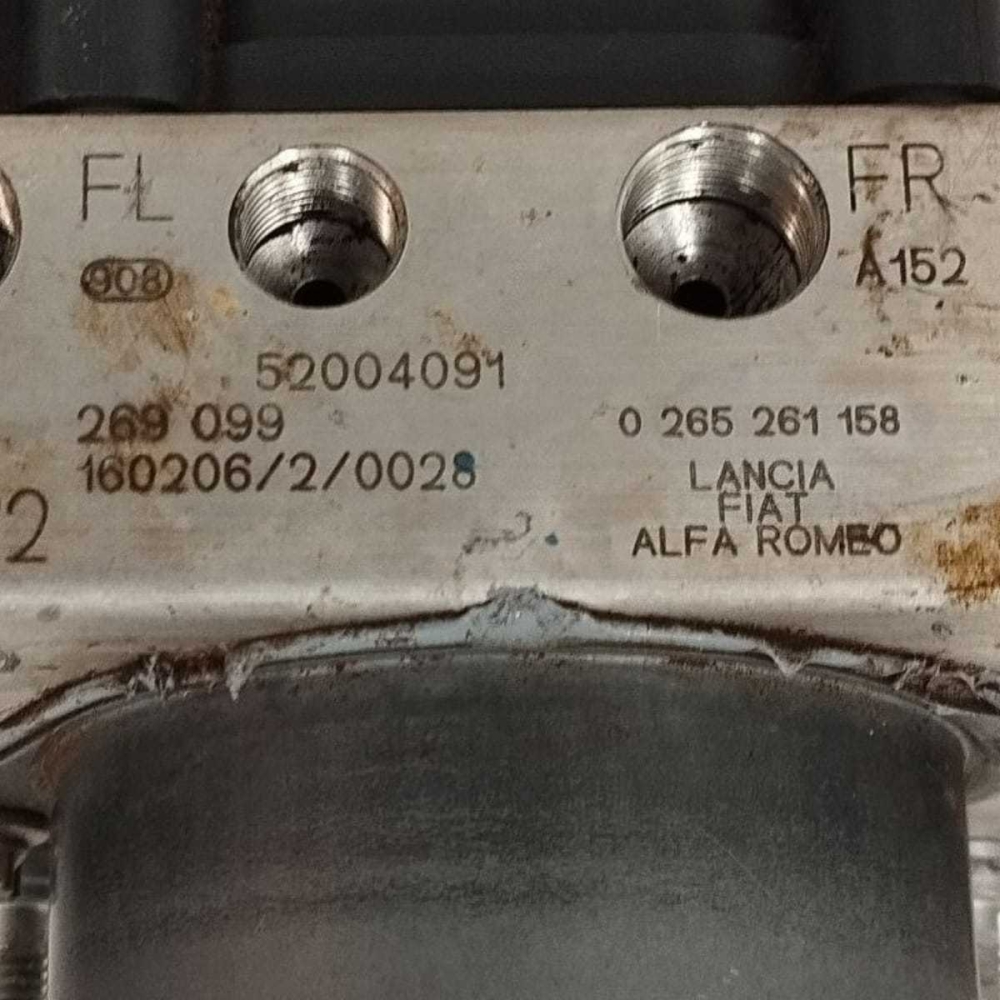 FL
FR
908
A152
52004091
269 099
0 265 261 158
160206/2/0028
LANCIA
FIAT
ALFA ROMEO
2